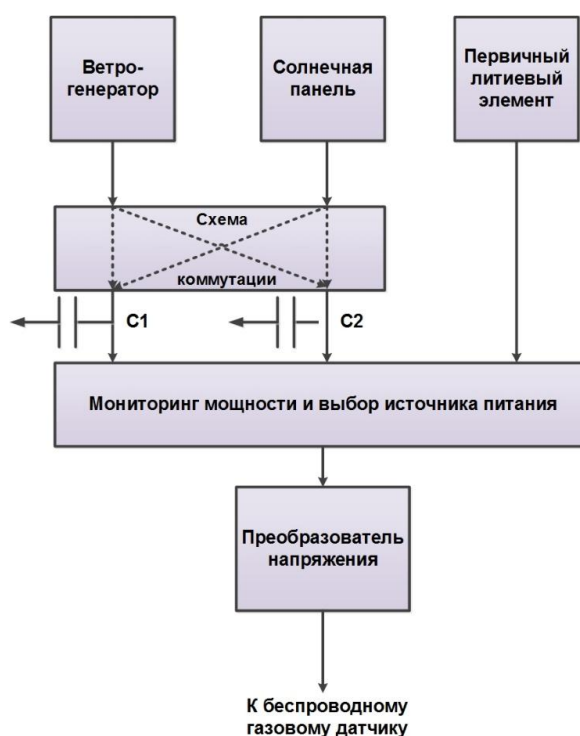 Ветро-
генератор
Солнечная
панель
Первичный
литиевый
элемент
Схема
коммутации
C1
C2
Мониторинг мощности и выбор источника питания
Преобразователь
напряжения
К беспроводному
газовому датчику